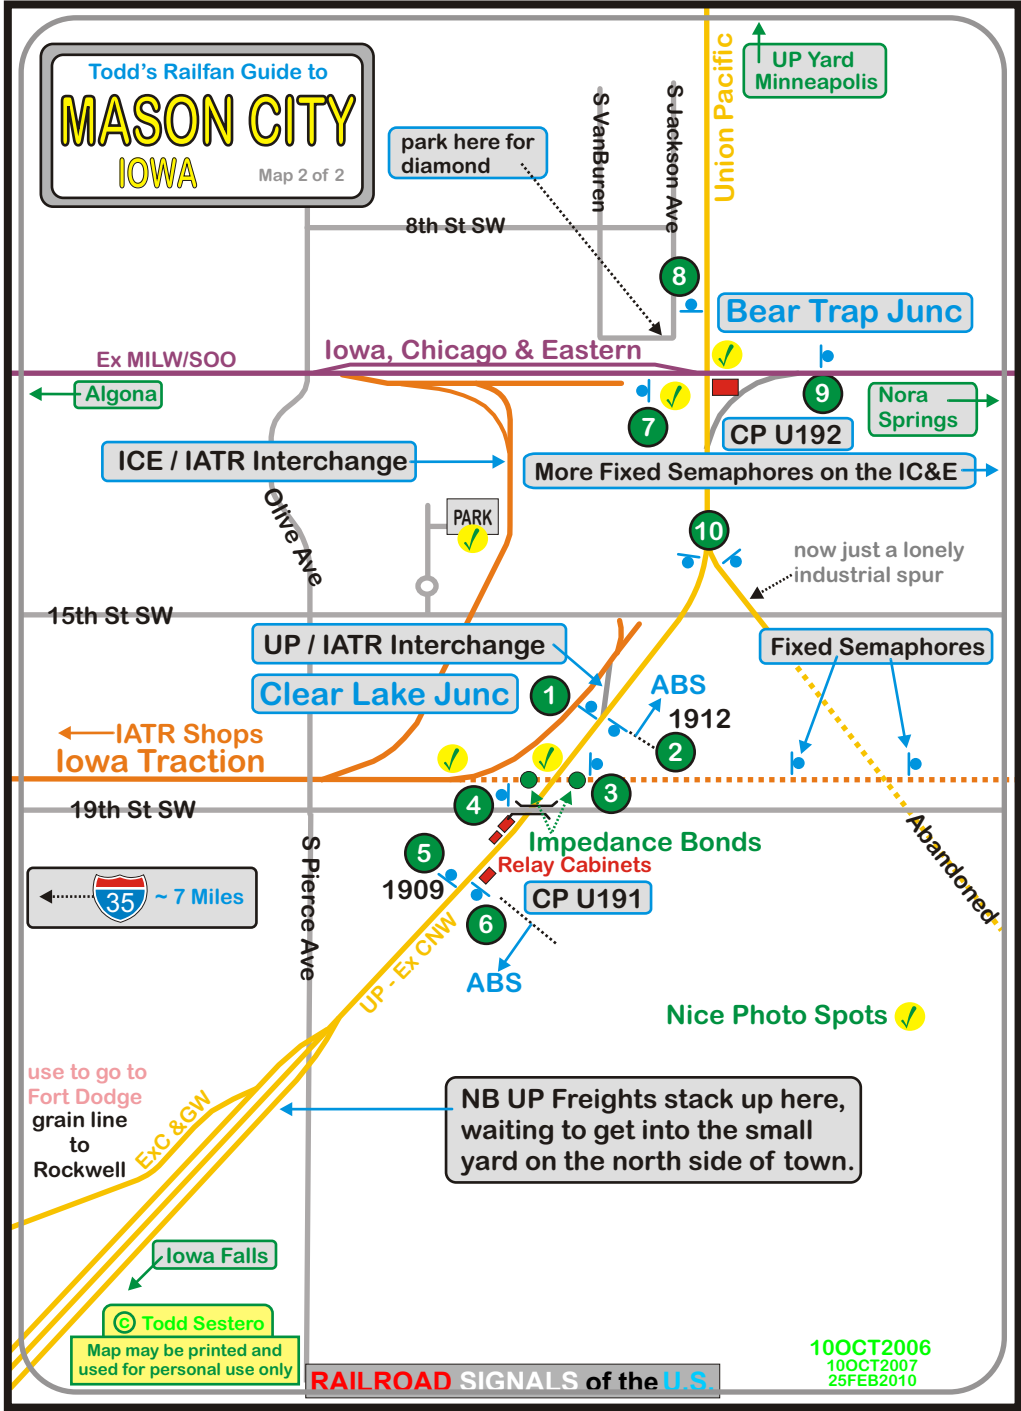 Todd's Railfan Guide to
MASON CITY
IOWA
Map 2 of 2
UP Yard
Minneapolis
Union Pacific
S VanBuren
S Jackson Ave
park here for
diamond
8th St SW
8
Bear Trap Junc
Ex MILW/SOO
Iowa, Chicago & Eastern
Algona
7
9
Nora
Springs
CP U192
ICE / IATR Interchange
More Fixed Semaphores on the IC&E
Olive Ave
PARK
10
now just a lonely
industrial spur
15th St SW
UP / IATR Interchange
Fixed Semaphores
Clear Lake Junc
1
ABS
1912
2
IATR Shops
Iowa Traction
3
4
19th St SW
Impedance Bonds
Relay Cabinets
5
1909
CP U191
6
ABS
Abandoned
S Pierce Ave
35
~ 7 Miles
UP - Ex CNW
Nice Photo Spots
use to go to
Fort Dodge
grain line
to
Rockwell
ExC &GW
NB UP Freights stack up here,
waiting to get into the small
yard on the north side of town.
Iowa Falls
© Todd Sestero
Map may be printed and
used for personal use only
RAILROAD SIGNALS of the U.S.
10OCT2006
10OCT2007
25FEB2010